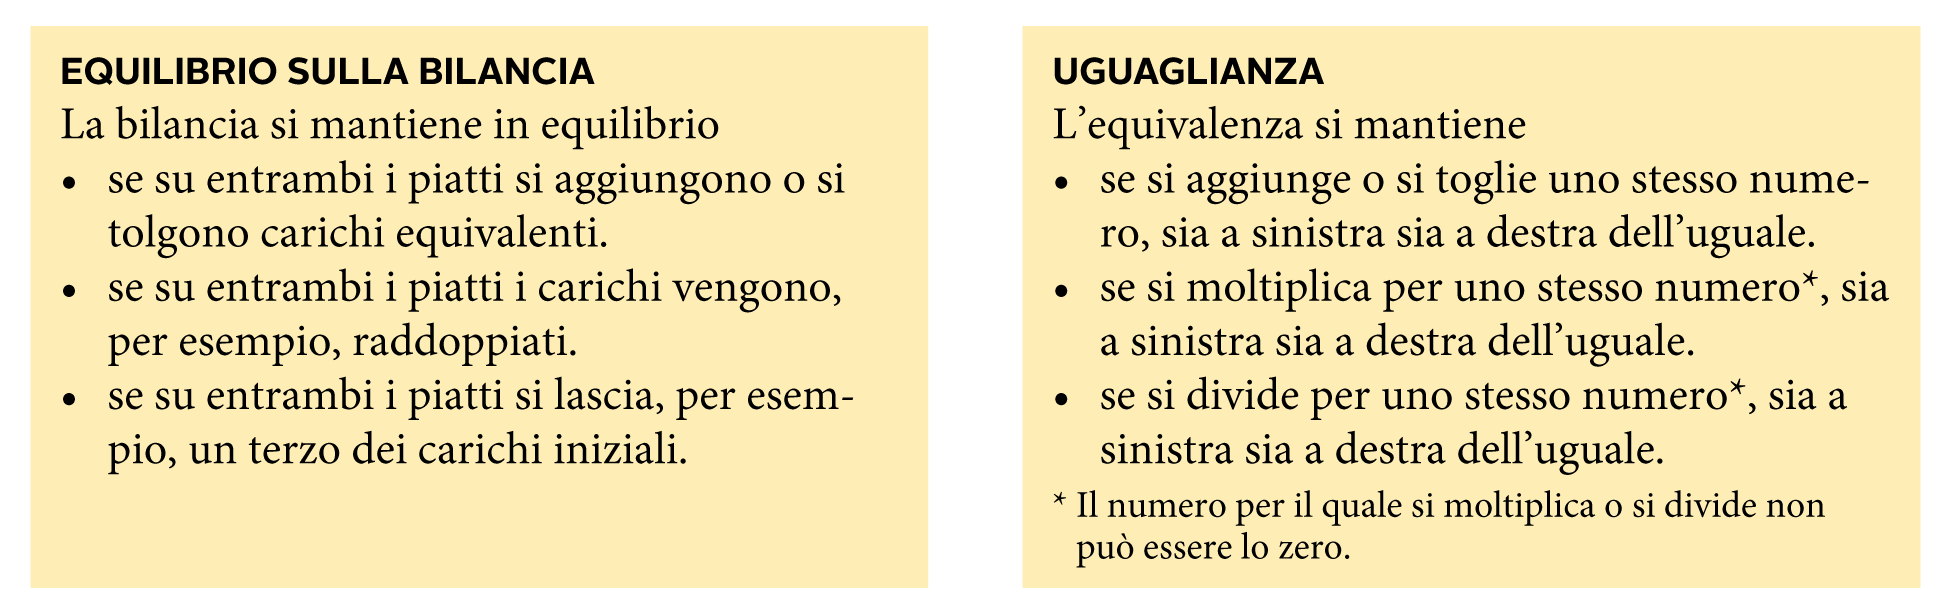 EQUILIBRIO SULLA BILANCIA
La bilancia si mantiene in equilibrio
• se su entrambi i piatti si aggiungono o si
tolgono carichi equivalenti.
• se su entrambi i piatti i carichi vengono,
per esempio, raddoppiati.
• se su entrambi i piatti si lascia, per esem-
pio, un terzo dei carichi iniziali.
UGUAGLIANZA
L’equivalenza si mantiene
• se si aggiunge o si toglie uno stesso nume-
ro, sia a sinistra sia a destra dell’uguale.
• se si moltiplica per uno stesso numero*, sia
a sinistra sia a destra dell’uguale.
• se si divide per uno stesso numero*, sia a
sinistra sia a destra dell’uguale.
* Il numero per il quale si moltiplica o si divide non
può essere lo zero.